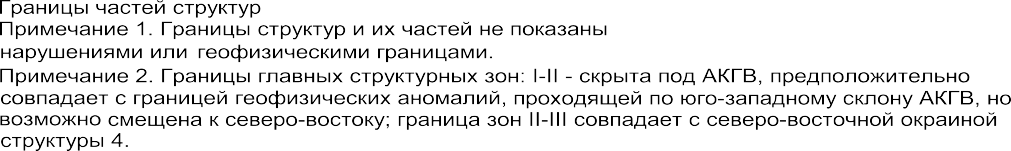 Границы частей структур
Примечание 1. Границы структур и их частей не показаны
нарушениями или геофизическими границами.
Примечание 2. Границы главных структурных зон: I-II - скрыта под АКГВ, предположительно
совпадает с границей геофизических аномалий, проходящей по юго-западному склону АКГВ, но
возможно смещена к северо-востоку; граница зон II-III совпадает с северо-восточной окраиной
структуры 4.